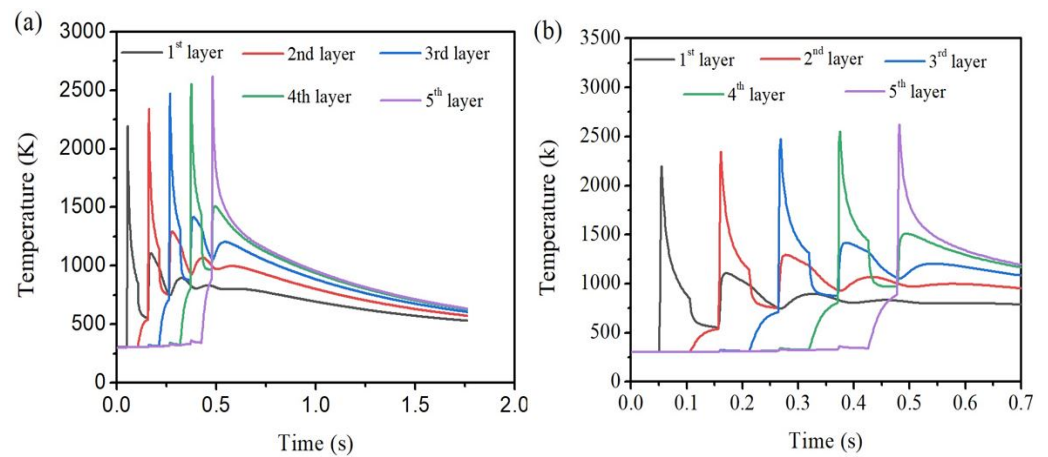 (a)
3000
2500
2000
1500
1000
500
0
Temperature (K)
1st layer 2nd layer 3rd layer
4th layer 5th layer
0.0 0.5 1.0 1.5 2.0
Time (s)
(b)
3500
3000
2500
2000
1500
1000
500
0
Temperature (k)
1st layer 2nd layer 3rd layer
4th layer 5th layer
0.0 0.1 0.2 0.3 0.4 0.5 0.6 0.7
Time (s)